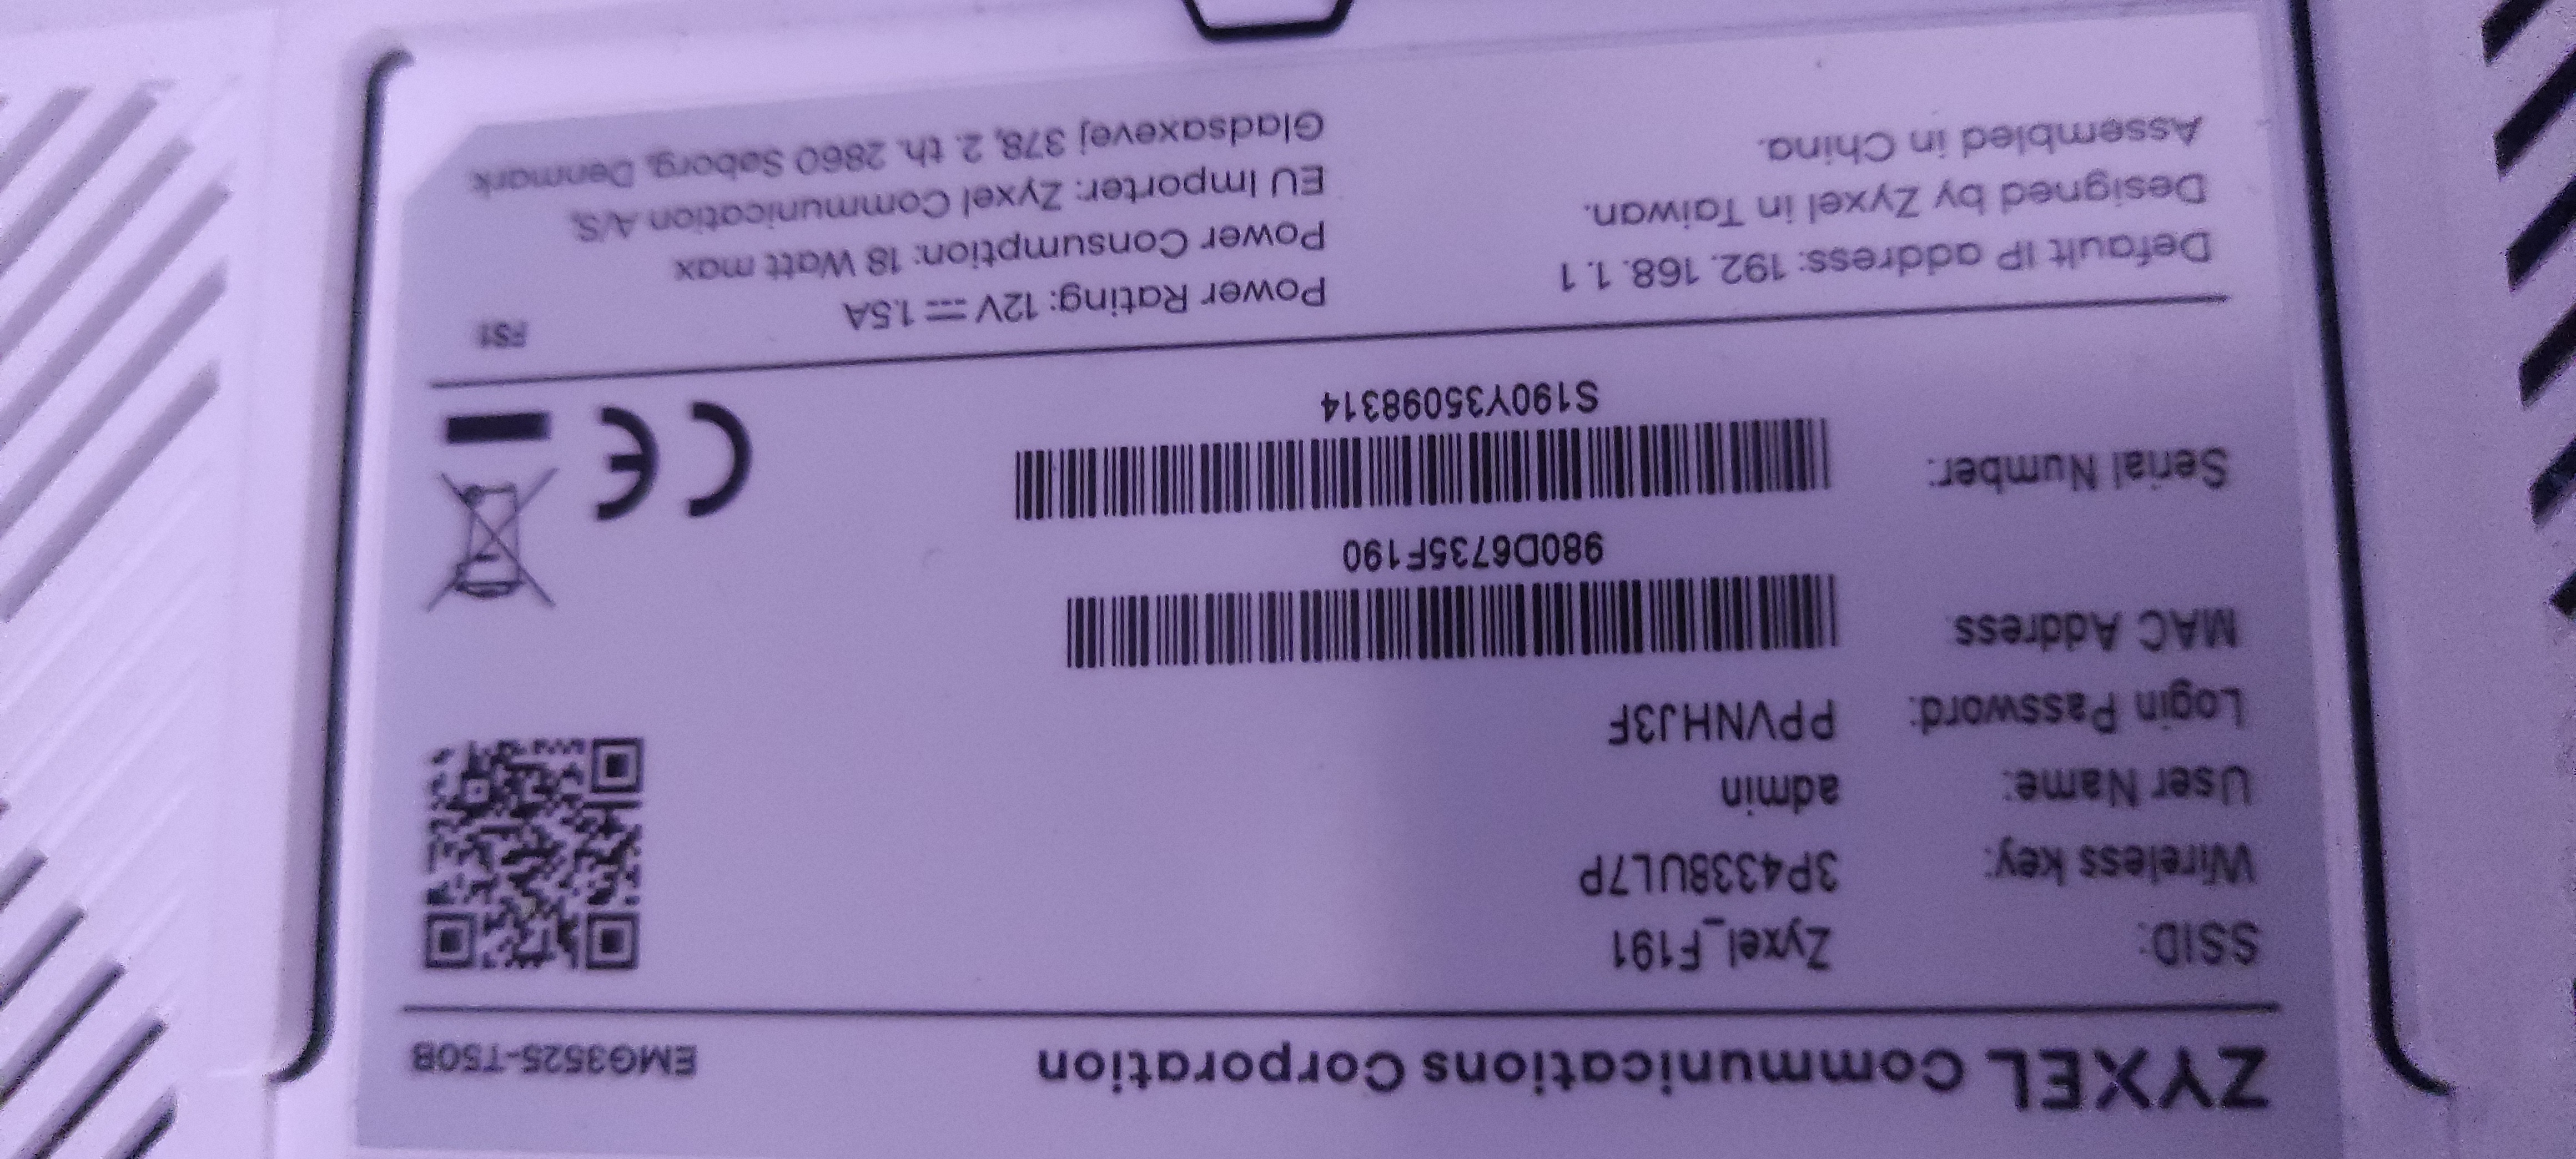 ZYXEL Communications Corporation
EMG3525-T50B
SSID: Zyxel_F191
Wireless key: 3P4338UL7P
User Name: admin
Login Password: PPVNHJ3F
MAC Address
980D6735F190
Serial Number:
S190Y35098314
CE
Default IP address: 192. 168. 1. 1
Designed by Zyxel in Taiwan.
Assembled in China.
Power Rating: 12V ⎓ 1.5A
Power Consumption: 18 Watt max
EU Importer: Zyxel Communication A/S,
Gladsaxevej 378, 2. th. 2860 Søborg, Denmark
FS1